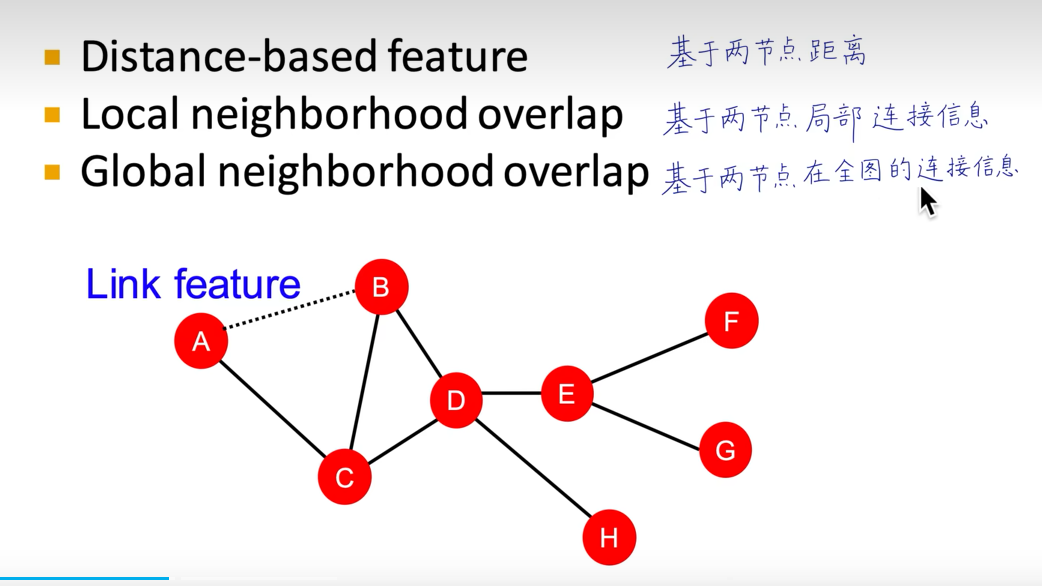 Distance-based feature 基于两节点距离
Local neighborhood overlap 基于两节点局部连接信息
Global neighborhood overlap 基于两节点在全图的连接信息
Link feature
B
A
F
D
E
G
C
H